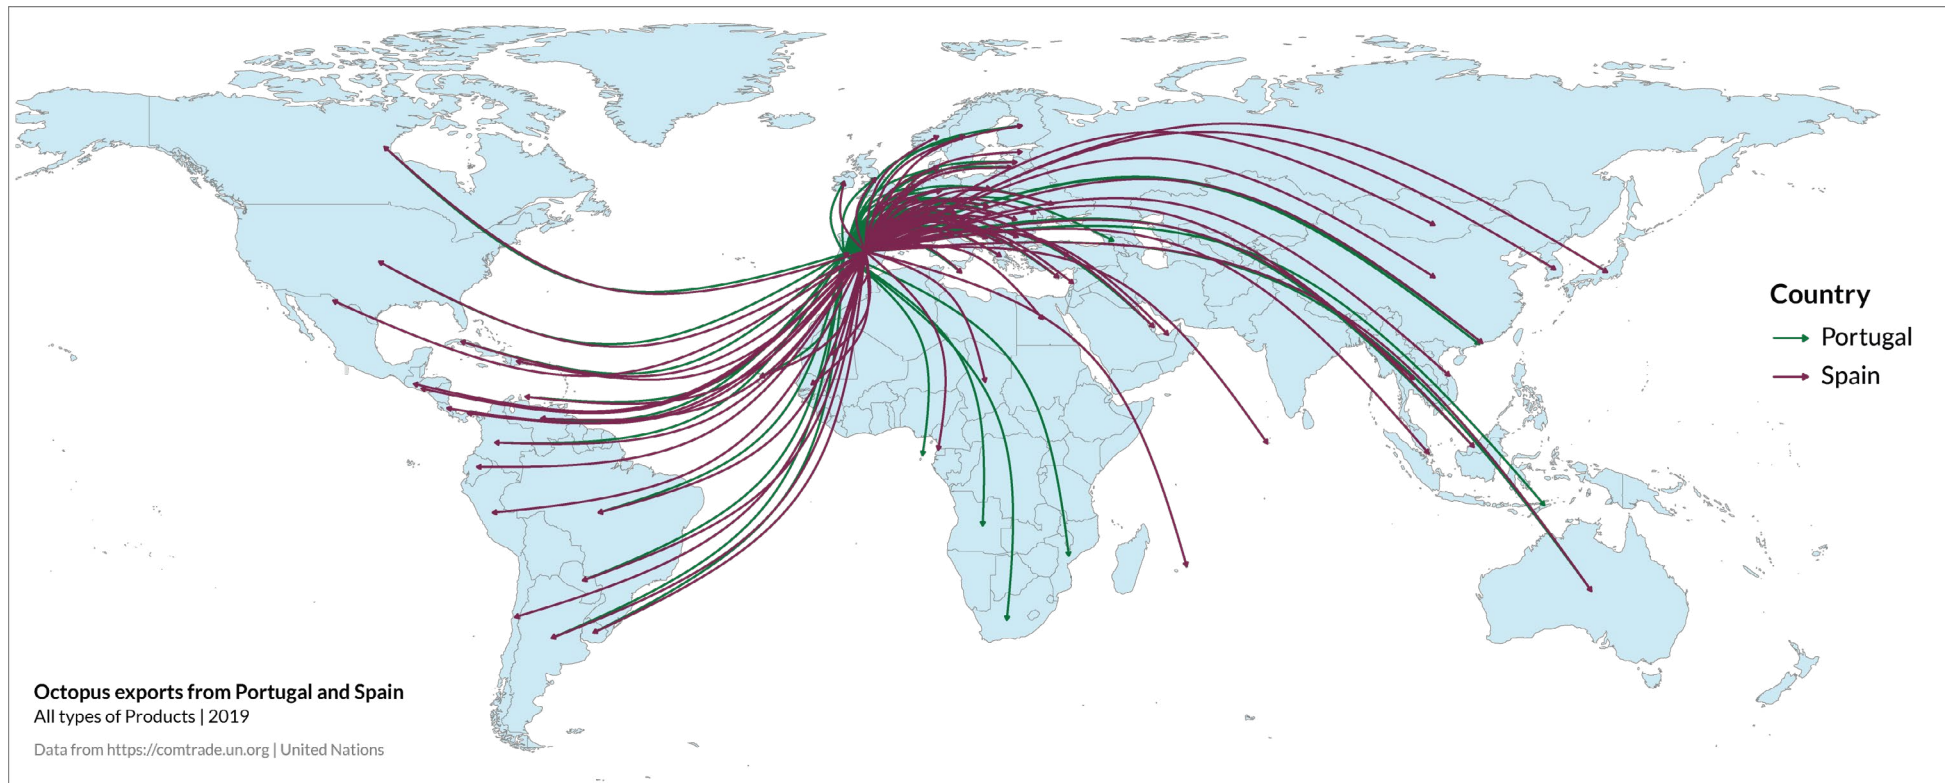 Country
Portugal
Spain
Octopus exports from Portugal and Spain
All types of Products | 2019
Data from https://comtrade.un.org | United Nations